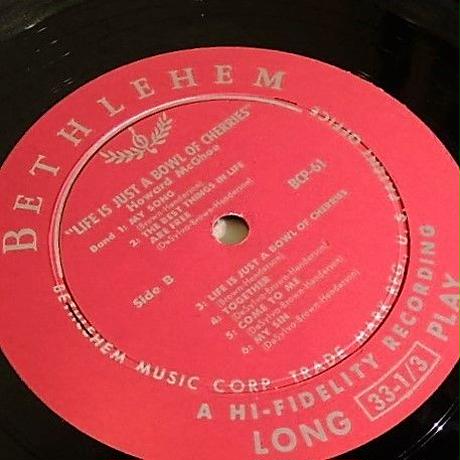 BETHLEHEM
"LIFE IS JUST A BOWL OF CHERRIES"
Howard McGhee
Band 1: MY SONG
(Brown-Henderson)
2: THE BEST THINGS IN LIFE
ARE FREE
(DeSylva-Brown-Henderson)
BCP-61
Side B
3: LIFE IS JUST A BOWL OF CHERRIES
(Brown-Henderson)
4: TOGETHER
(DeSylva-Brown-Henderson)
5: COME TO ME
(DeSylva-Brown-Henderson)
6: MY SIN
(DeSylva-Brown-Henderson)
BETHLEHEM MUSIC CORP. TRADE MARK REG. U. S. PATENT OFFICE
A HI-FIDELITY RECORDING
LONG 33-1/3 PLAY